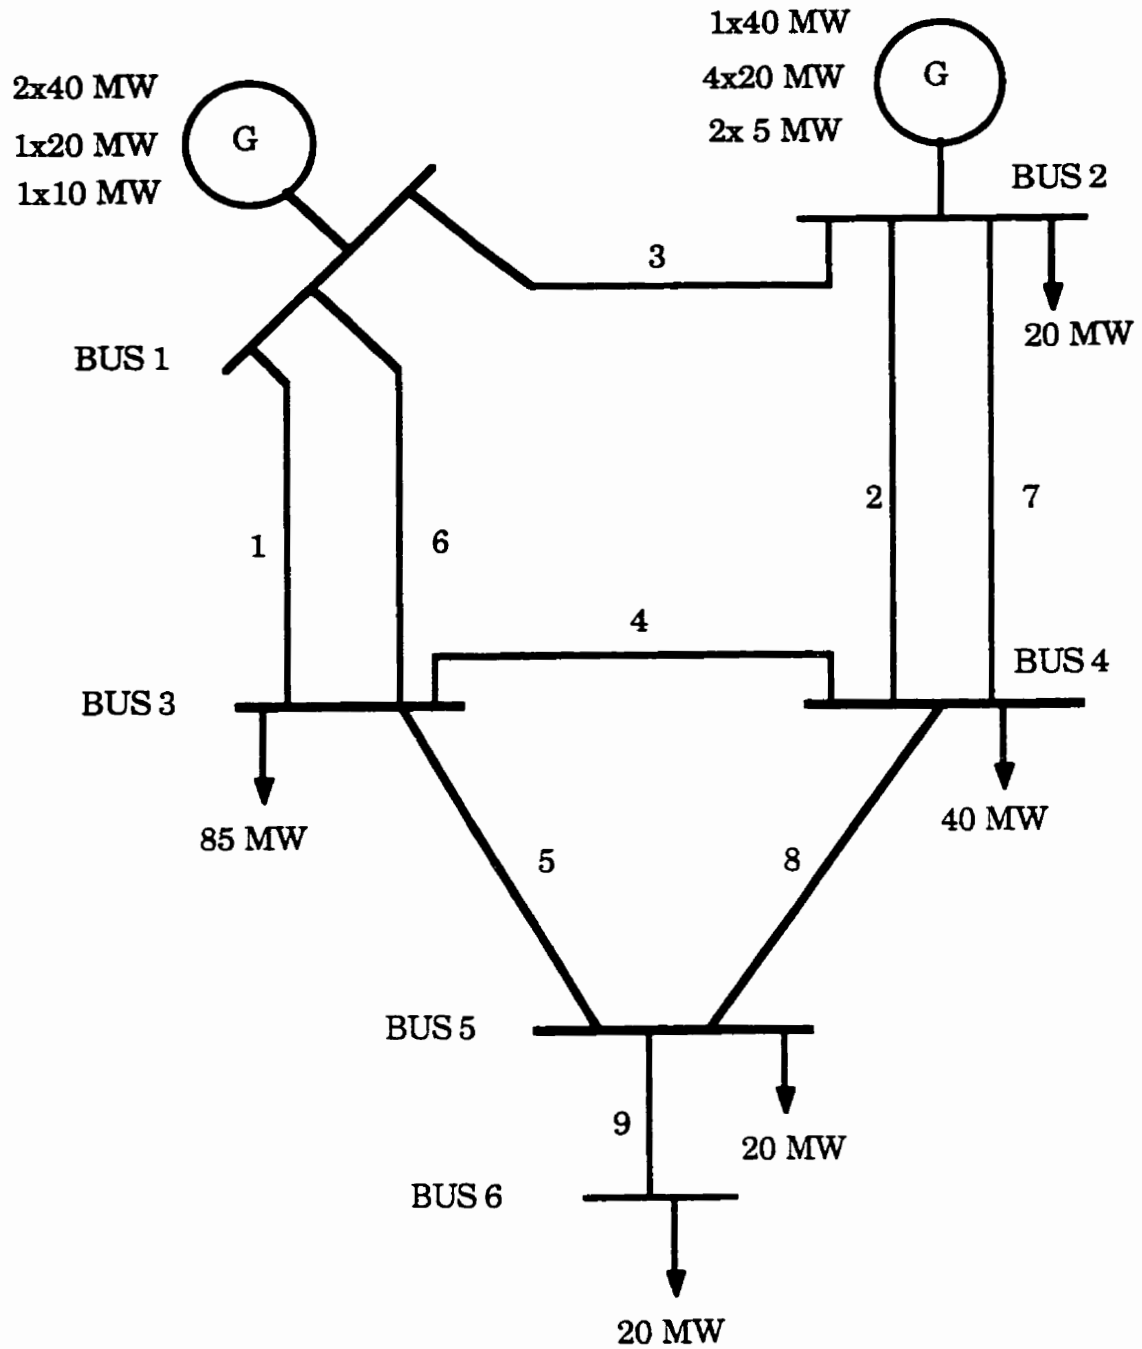 1x40 MW
4x20 MW
2x 5 MW
G
2x40 MW
1x20 MW
1x10 MW
G
BUS 2
3
20 MW
BUS 1
2
7
1
6
4
BUS 4
BUS 3
40 MW
85 MW
5
8
BUS 5
9
20 MW
BUS 6
20 MW